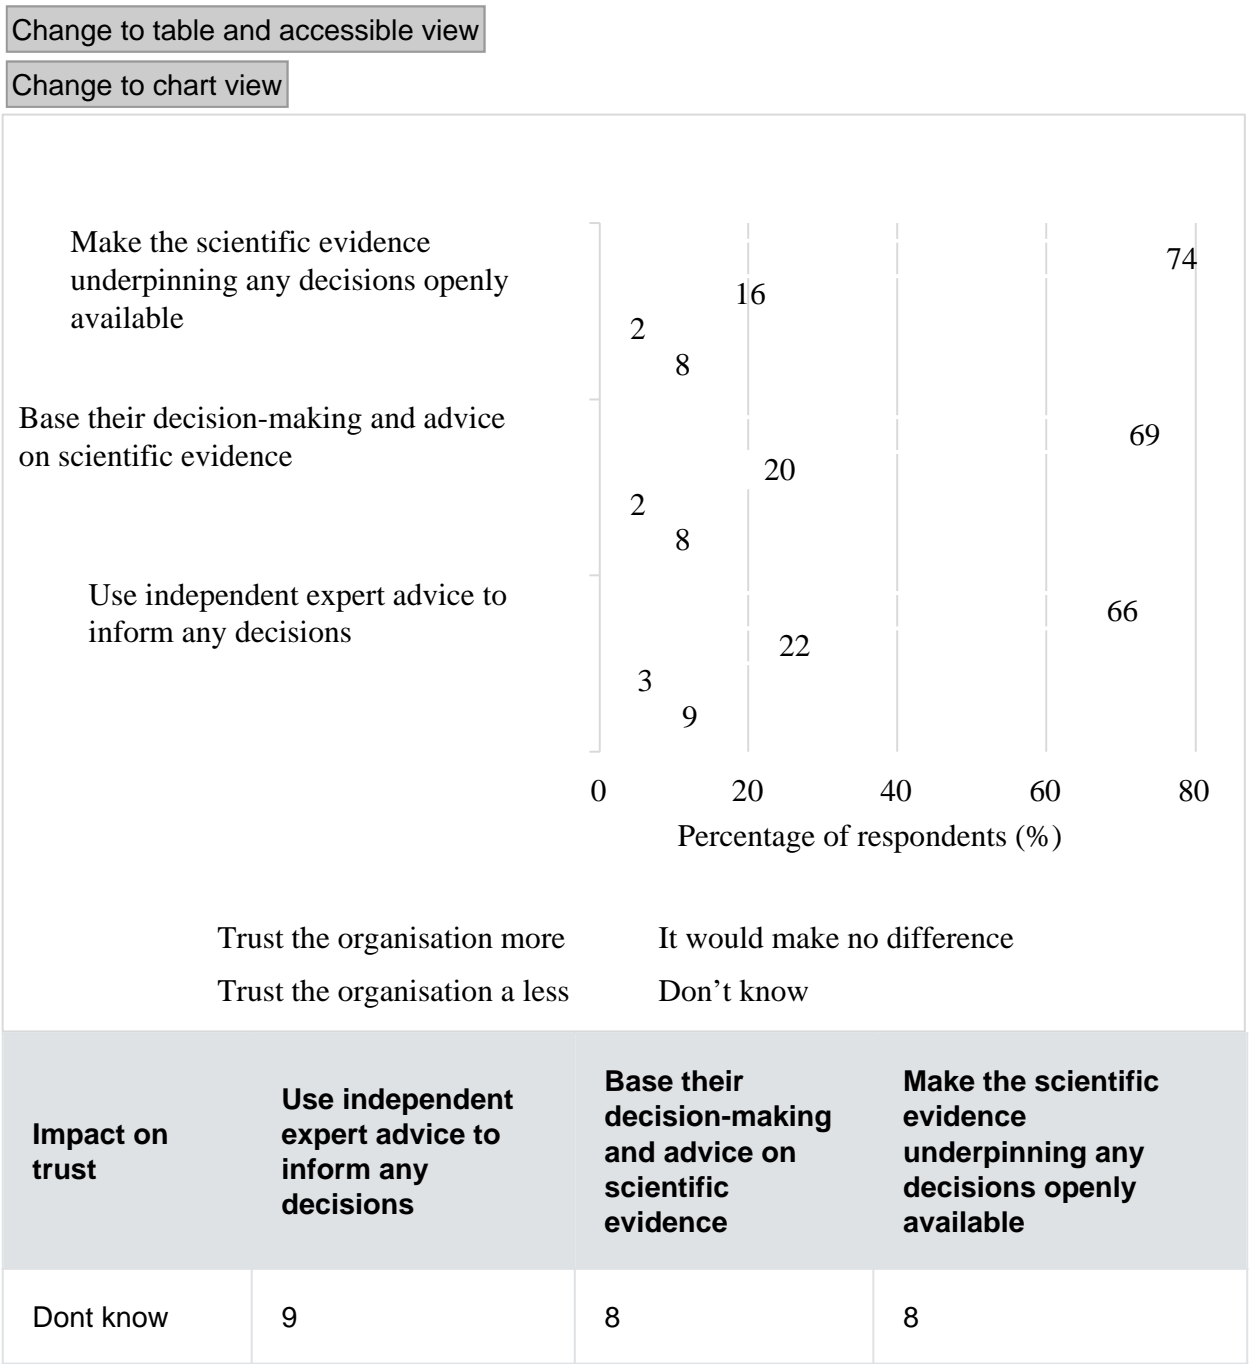 Change to table and accessible view
Change to chart view
Make the scientific evidence
underpinning any decisions openly
available
74
16
2
8
Base their decision-making and advice
on scientific evidence
69
20
2
8
Use independent expert advice to
inform any decisions
66
22
3
9
0 20 40 60 80
Percentage of respondents (%)
Trust the organisation more It would make no difference
Trust the organisation a less Don’t know
Impact on
trust
Use independent
expert advice to
inform any
decisions
Base their
decision-making
and advice on
scientific
evidence
Make the scientific
evidence
underpinning any
decisions openly
available
Dont know 9 8 8